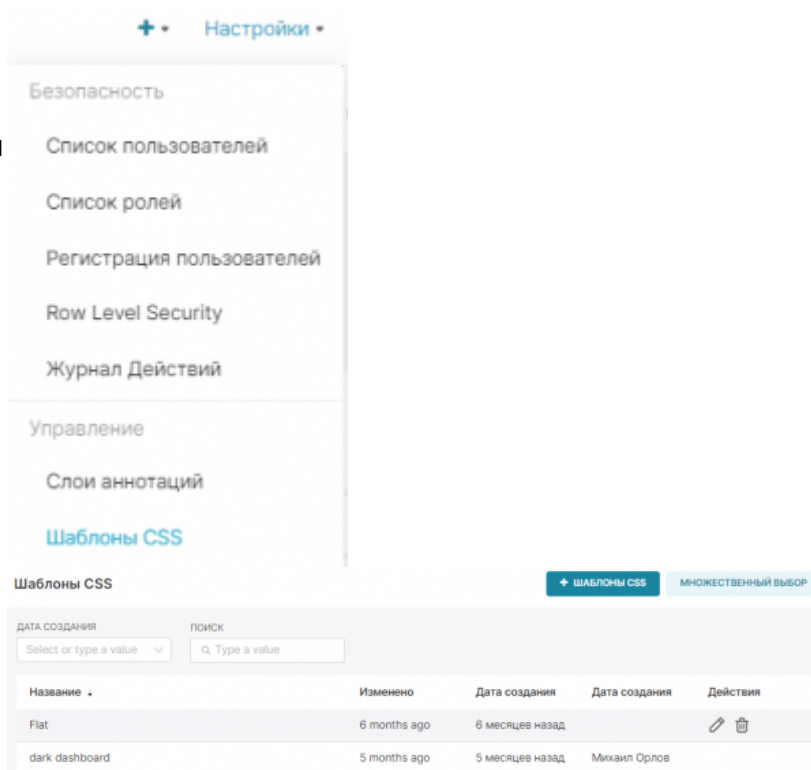 + Настройки
Безопасность
Список пользователей
Список ролей
Регистрация пользователей
Row Level Security
Журнал Действий
Управление
Слои аннотаций
Шаблоны CSS
Шаблоны CSS + ШАБЛОНЫ CSS МНОЖЕСТВЕННЫЙ ВЫБОР
ДАТА СОЗДАНИЯ ПОИСК
Select or type a value Type a value
Название Изменено Дата создания Дата создания Действия
Flat 6 months ago 6 месяцев назад
dark dashboard 5 months ago 5 месяцев назад Михаил Орлов